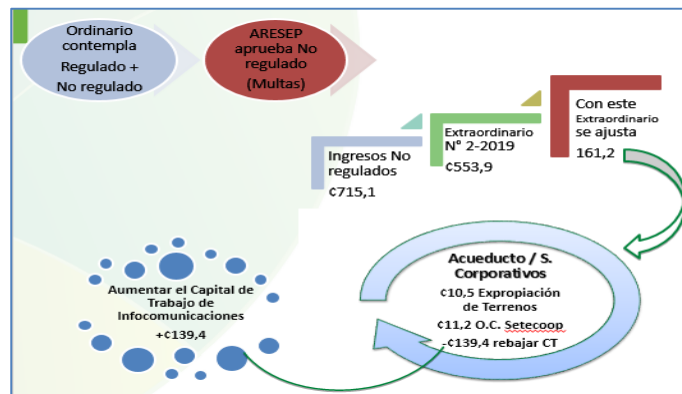 Ordinario
contempla
Regulado +
No regulado
ARESEP
aprueba No
regulado
(Multas)
Ingresos No
regulados
¢715,1
Extraordinario
N° 2-2019
¢553,9
Con este
Extraordinario
se ajusta
161,2
Acueducto / S.
Corporativos
¢10,5 Expropiación
de Terrenos
¢11,2 O.C. Setecoop
-¢139,4 rebajar CT
Aumentar el Capital de
Trabajo de
Infocomunicaciones
+¢139,4